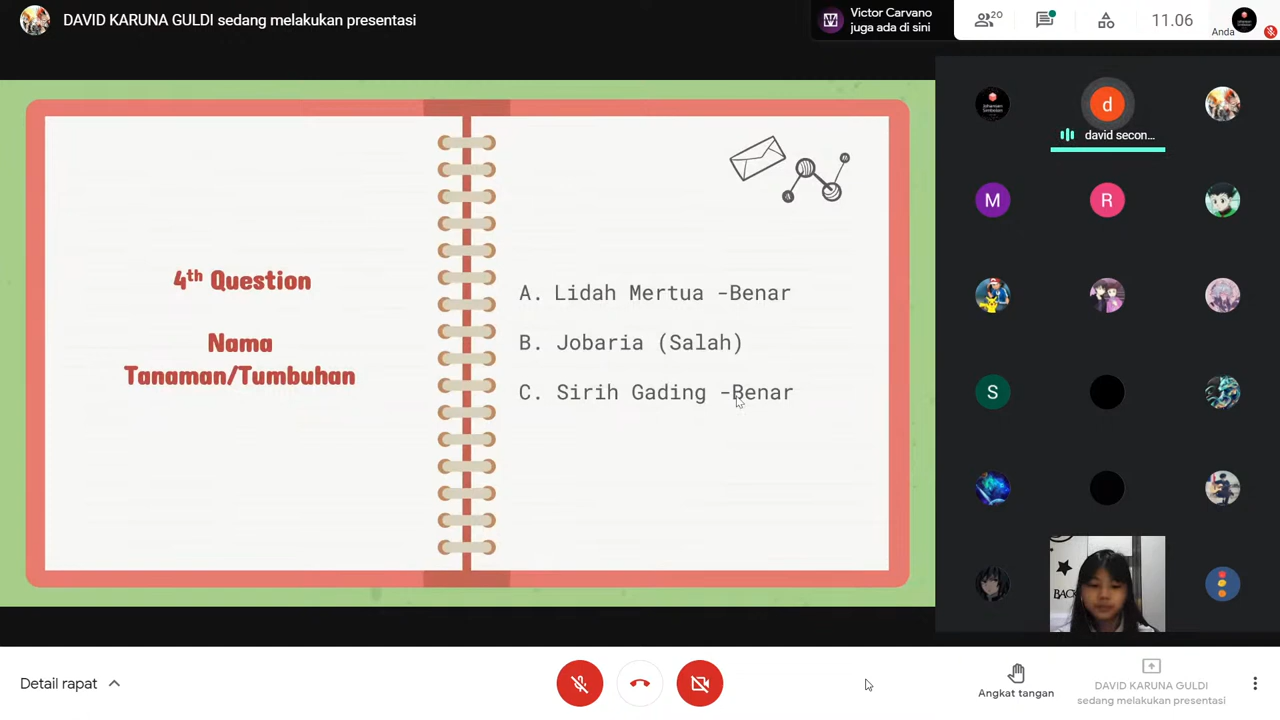 DAVID KARUNA GULDI sedang melakukan presentasi
Victor Carvano
juga ada di sini
20
11.06
Anda
d
david secon...
M
R
S
4th Question
Nama
Tanaman/Tumbuhan
A. Lidah Mertua -Benar
B. Jobaria (Salah)
C. Sirih Gading -Benar
Detail rapat
Angkat tangan
DAVID KARUNA GULDI
sedang melakukan presentasi